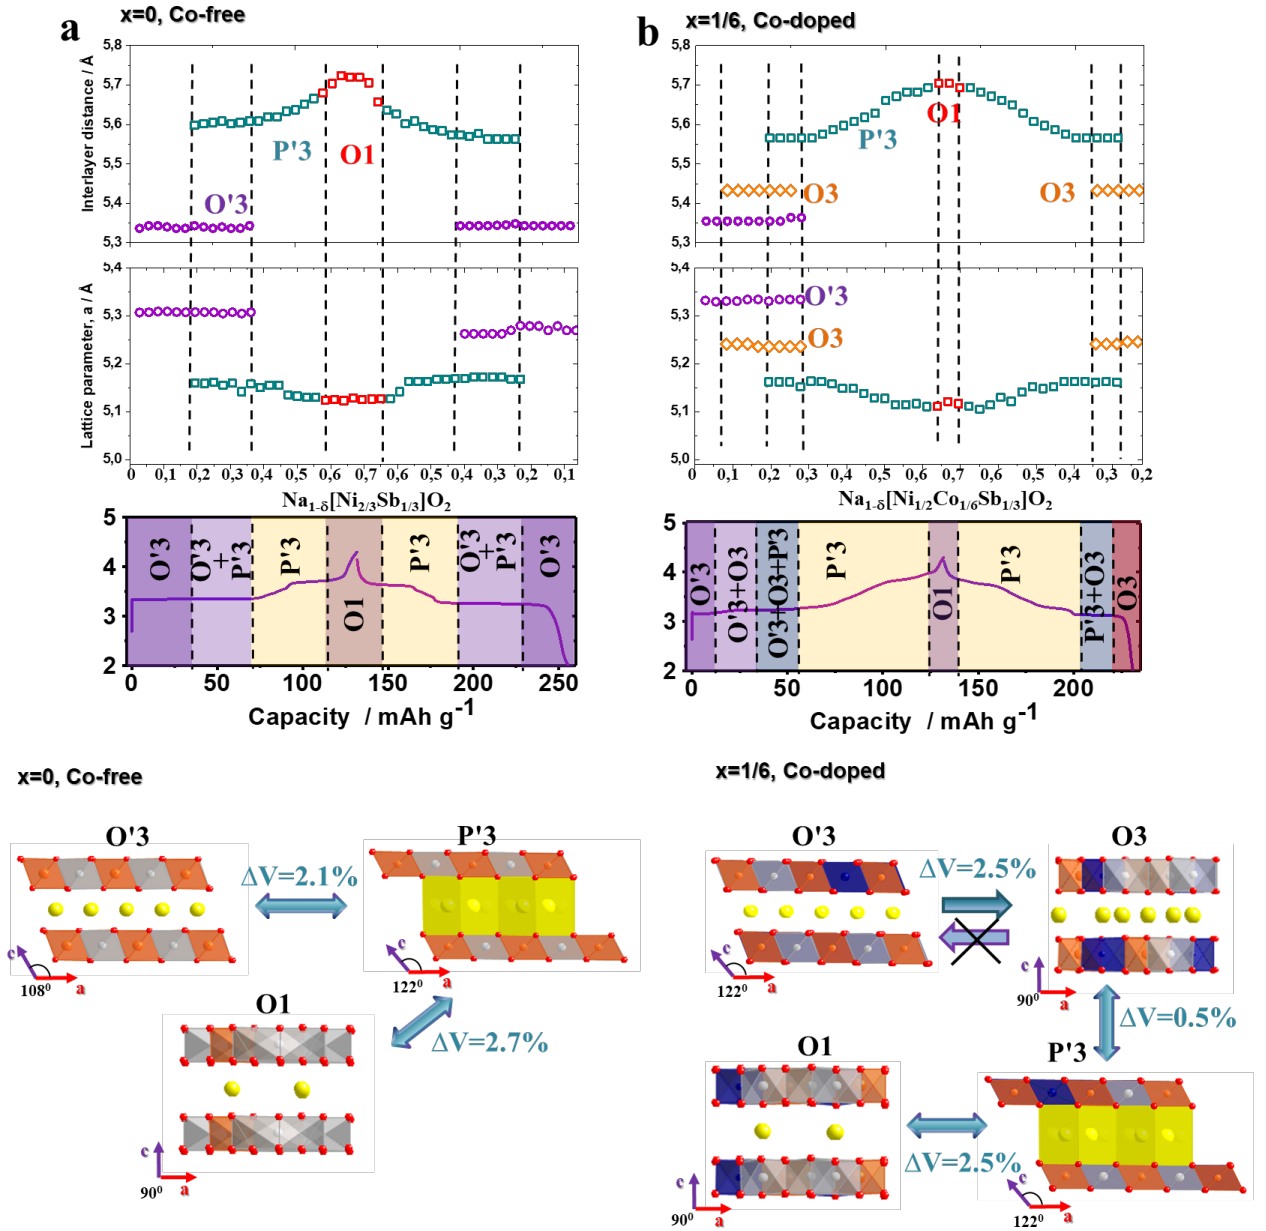 x=0, Co-free
x=1/6, Co-doped
a
b
Interlayer distance / Å
5,8
5,7
5,6
5,5
5,4
5,3
P'3
O1
O'3
5,8
5,7
5,6
5,5
5,4
5,3
O1
P'3
O3
O3
Lattice parameter, a / Å
5,4
5,3
5,2
5,1
5,0
0,1 0,2 0,3 0,4 0,5 0,6 0,7 0,6 0,5 0,4 0,3 0,2 0,1
Na1-δ[Ni2/3Sb1/3]O2
5,4
5,3
5,2
5,1
5,0
O'3
O3
0 0,1 0,2 0,3 0,4 0,5 0,6 0,7 0,6 0,5 0,4 0,3 0,2
Na1-δ[Ni1/2Co1/6Sb1/3]O2
5
4
3
2
O'3
O'3+P'3
P'3
O1
P'3
O'3+P'3
O'3
0 50 100 150 200 250
Capacity / mAh g-1
5
4
3
2
O'3
O'3+O3
O'3+O3+P'3
P'3
O1
P'3
P'3+O3
O3
0 50 100 150 200
Capacity / mAh g-1
x=0, Co-free
x=1/6, Co-doped
O'3
P'3
ΔV=2.1%
c
a
108⁰
c
a
122⁰
O1
ΔV=2.7%
c
a
90⁰
O'3
O3
ΔV=2.5%
c
a
122⁰
c
a
90⁰
ΔV=0.5%
O1
P'3
ΔV=2.5%
c
a
90⁰
c
a
122⁰